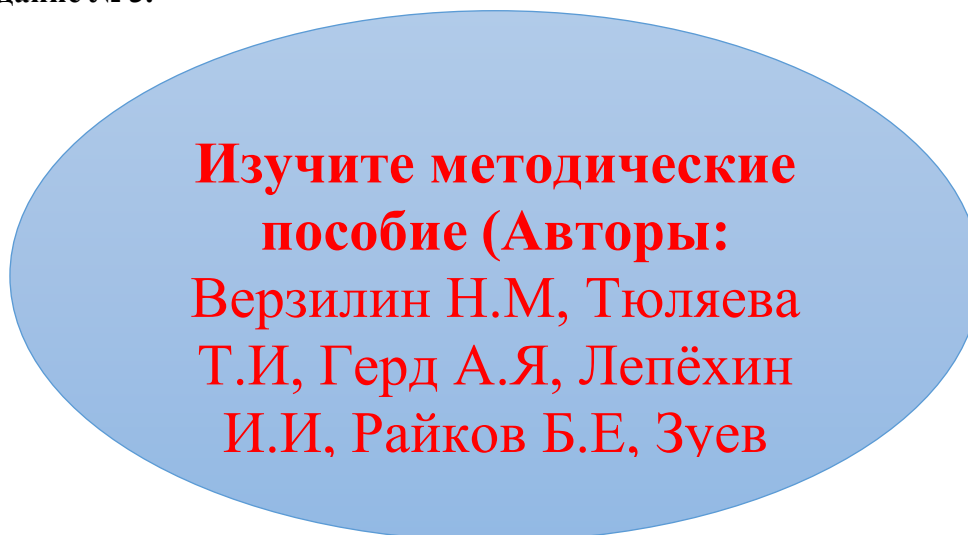 Изучите методические
пособие (Авторы:
Верзилин Н.М, Тюляева
Т.И, Герд А.Я, Лепёхин
И.И, Райков Б.Е, Зуев